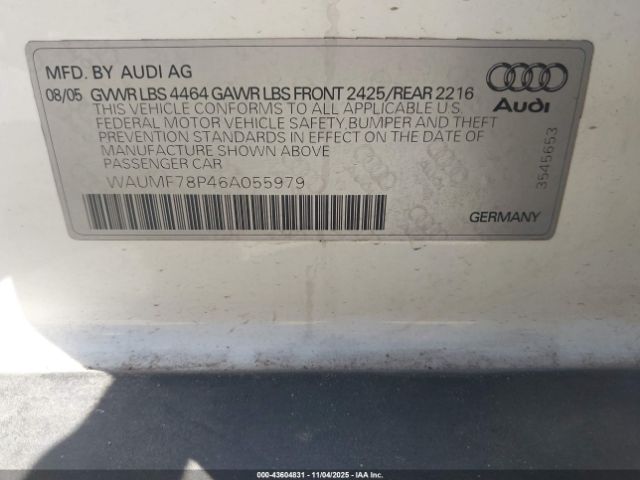 MFD. BY AUDI AG
08/05 GVWR LBS 4464 GAWR LBS FRONT 2425/REAR 2216
THIS VEHICLE CONFORMS TO ALL APPLICABLE U.S.
FEDERAL MOTOR VEHICLE SAFETY,BUMPER AND THEFT
PREVENTION STANDARDS IN EFFECT ON THE DATE OF
MANUFACTURE SHOWN ABOVE
PASSENGER CAR
WAUMF78P46A055979
Audi
3545653
GERMANY
000-43604831 - 11/04/2025 - IAAI.COM